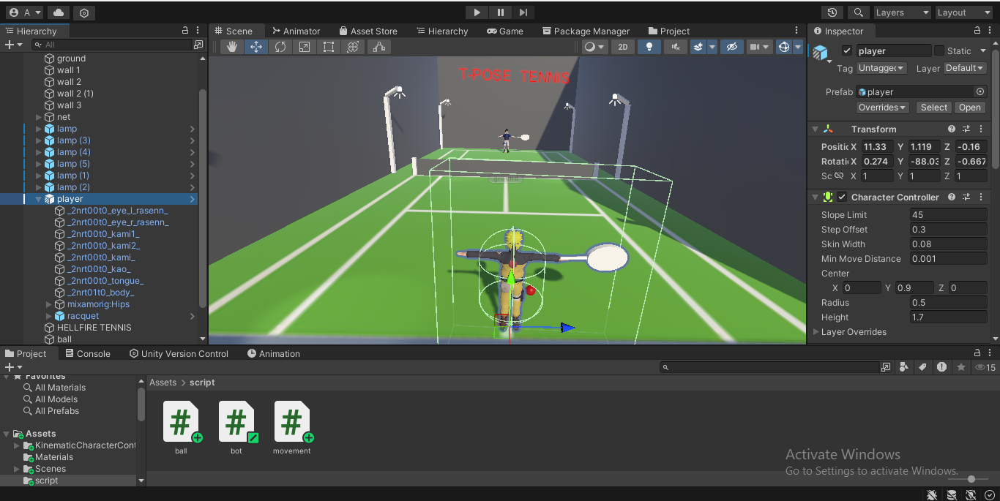 A
Layers
Layout
Hierarchy
All
ground
wall 1
wall 2
wall 2 (1)
wall 3
net
lamp
lamp (3)
lamp (4)
lamp (5)
lamp (1)
lamp (2)
player
_2nrt00t0_eye_l_rasenn_
_2nrt00t0_eye_r_rasenn_
_2nrt00t0_kami1_
_2nrt00t0_kami2_
_2nrt00t0_kami_
_2nrt00t0_kao_
_2nrt00t0_tongue_
_2nrt01t0_body_
mixamorig:Hips
racquet
HELLFIRE TENNIS
ball
Scene
Animator
Asset Store
Hierarchy
Game
Package Manager
Project
2D
T-POSE TENNIS
ground
Inspector
player
Static
Tag Untagged Layer Default
Prefab player
Overrides Select Open
Transform
Positic X 11.33 Y 1.119 Z -0.16
Rotati X 0.274 Y -88.03 Z -0.667
Sc X 1 Y 1 Z 1
Character Controller
Slope Limit 45
Step Offset 0.3
Skin Width 0.08
Min Move Distance 0.001
Center
X 0 Y 0.9 Z 0
Radius 0.5
Height 1.7
Layer Overrides
Project
Console
Unity Version Control
Animation
15
Favorites
All Materials
All Models
All Prefabs
Assets
KinematicCharacterCont
Materials
Scenes
script
Assets > script
ball
bot
movement
Activate Windows
Go to Settings to activate Windows.